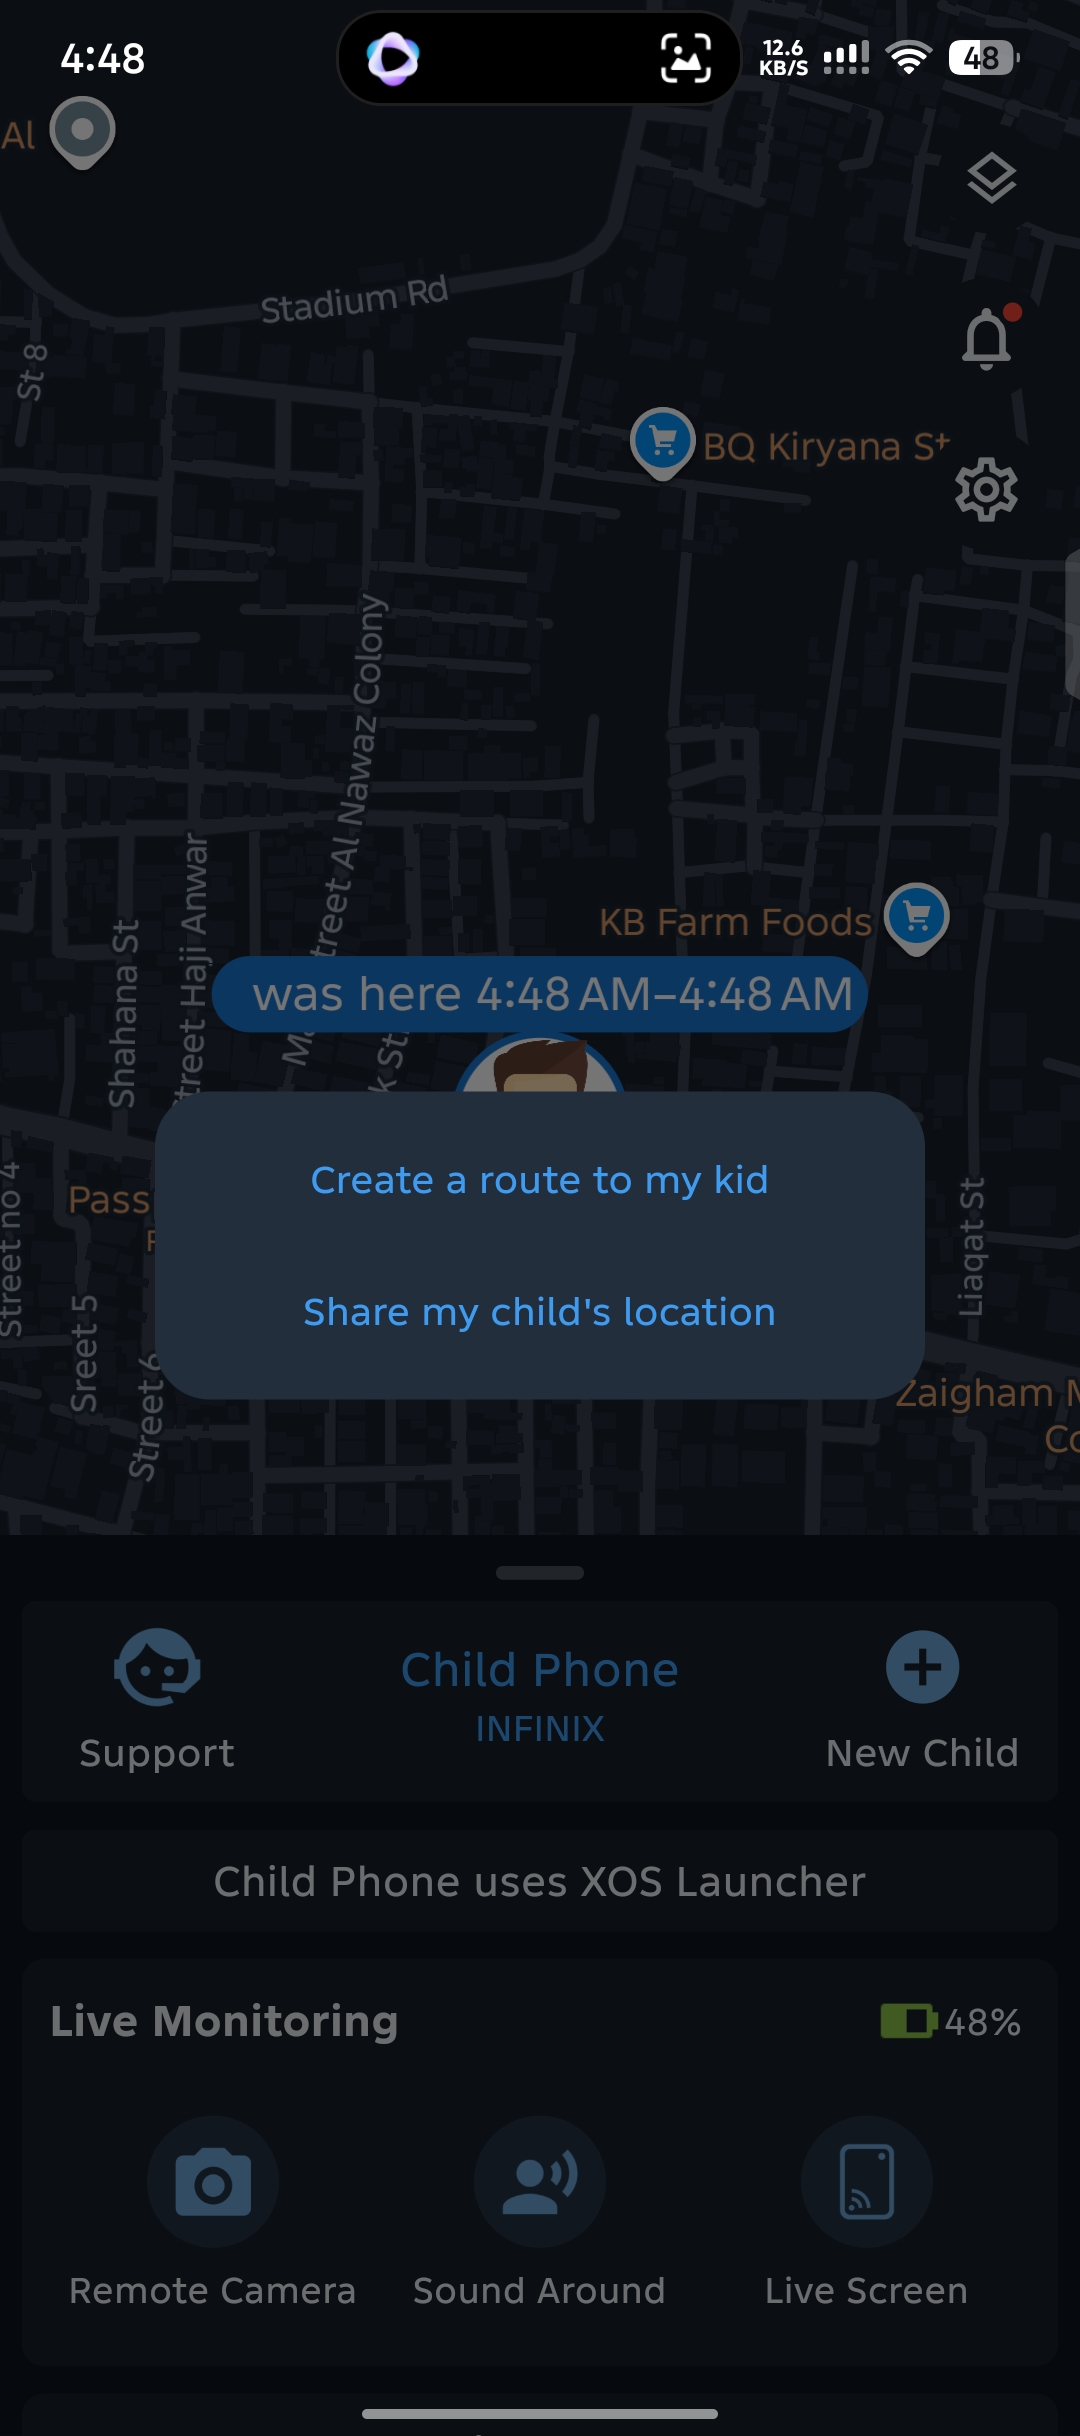 4:48
12.6
KB/S
48
Al
Stadium Rd
St 8
BQ Kiryana
Al Nawaz Colony
KB Farm Foods
Shahana St
Street Haji Anwar
was here 4:48 AM–4:48 AM
Create a route to my kid
Share my child's location
Street no 4
Sreet 5
Street 6
Liaqat St
Zaigham
Child Phone
INFINIX
Support
New Child
Child Phone uses XOS Launcher
Live Monitoring
48%
Remote Camera
Sound Around
Live Screen